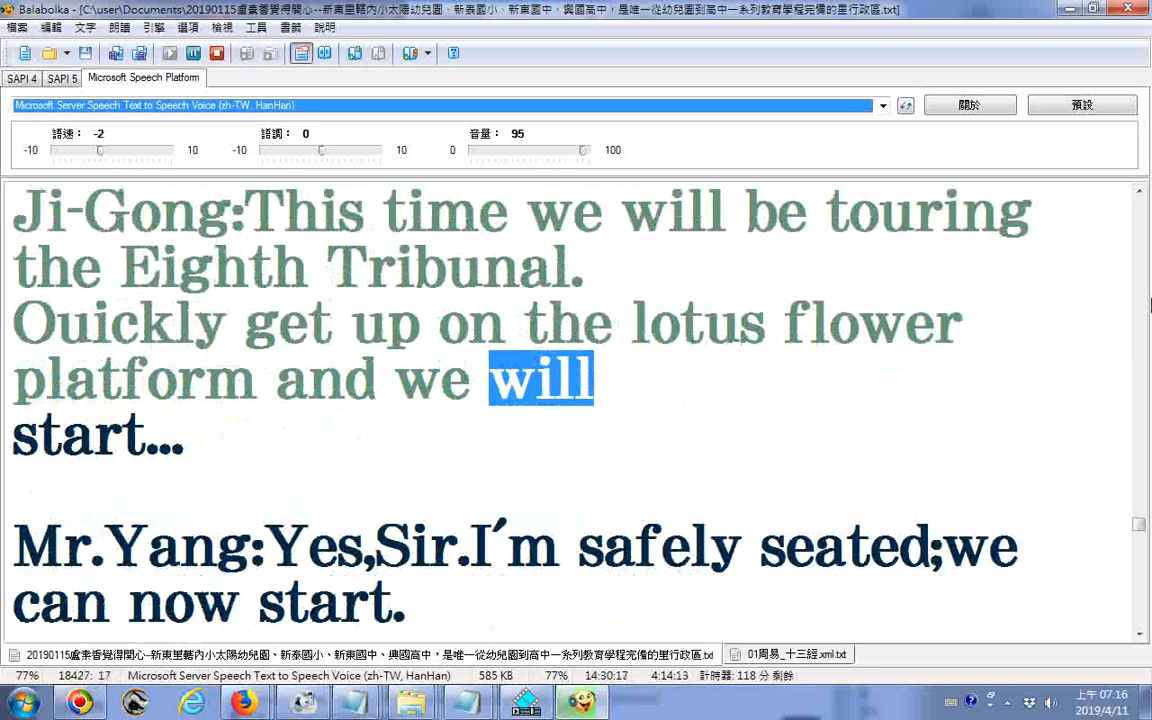 Balabolka - [C:\user\Documents\20190115盧素香覺得開心--新東里轄內小太陽幼兒園、新泰國小、新東國中、興國高中，是唯一從幼兒園到高中一系列教育學程完備的里行政區.txt]
檔案 編輯 文字 朗讀 引擎 選項 檢視 工具 書籤 說明
SAPI 4 SAPI 5 Microsoft Speech Platform
Microsoft Server Speech Text to Speech Voice (zh-TW, HanHan) 關於 預設
語速： -2 語調： 0 音量： 95
-10 10 -10 10 0 100
Ji-Gong:This time we will be touring
the Eighth Tribunal.
Ouickly get up on the lotus flower
platform and we will
start...
Mr.Yang:Yes,Sir.I'm safely seated;we
can now start.
20190115盧素香覺得開心--新東里轄內小太陽幼兒園、新泰國小、新東國中、興國高中，是唯一從幼兒園到高中一系列教育學程完備的里行政區.txt 01周易_十三經.xml.txt
77% 18427: 17 Microsoft Server Speech Text to Speech Voice (zh-TW, HanHan) 585 KB 77% 14:30:17 4:14:13 計時器: 118 分 剩餘
上午 07:16
2019/4/11